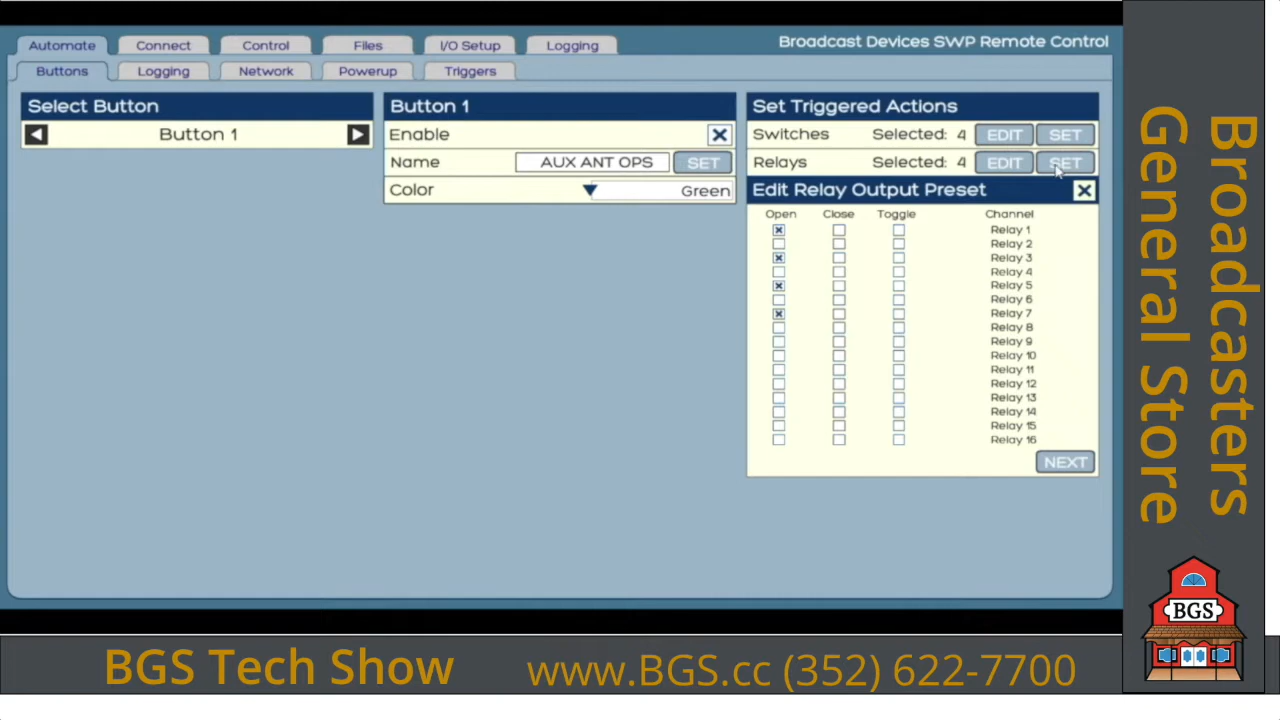 Automate Connect Control Files I/O Setup Logging Broadcast Devices SWP Remote Control
Buttons Logging Network Powerup Triggers
Select Button
Button 1
Button 1
Enable
Name AUX ANT OPS SET
Color Green
Set Triggered Actions
Switches Selected: 4 EDIT SET
Relays Selected: 4 EDIT SET
Edit Relay Output Preset
Open Close Toggle Channel
Relay 1
Relay 2
Relay 3
Relay 4
Relay 5
Relay 6
Relay 7
Relay 8
Relay 9
Relay 10
Relay 11
Relay 12
Relay 13
Relay 14
Relay 15
Relay 16
NEXT
Broadcasters
General Store
BGS
BGS Tech Show www.BGS.cc (352) 622-7700